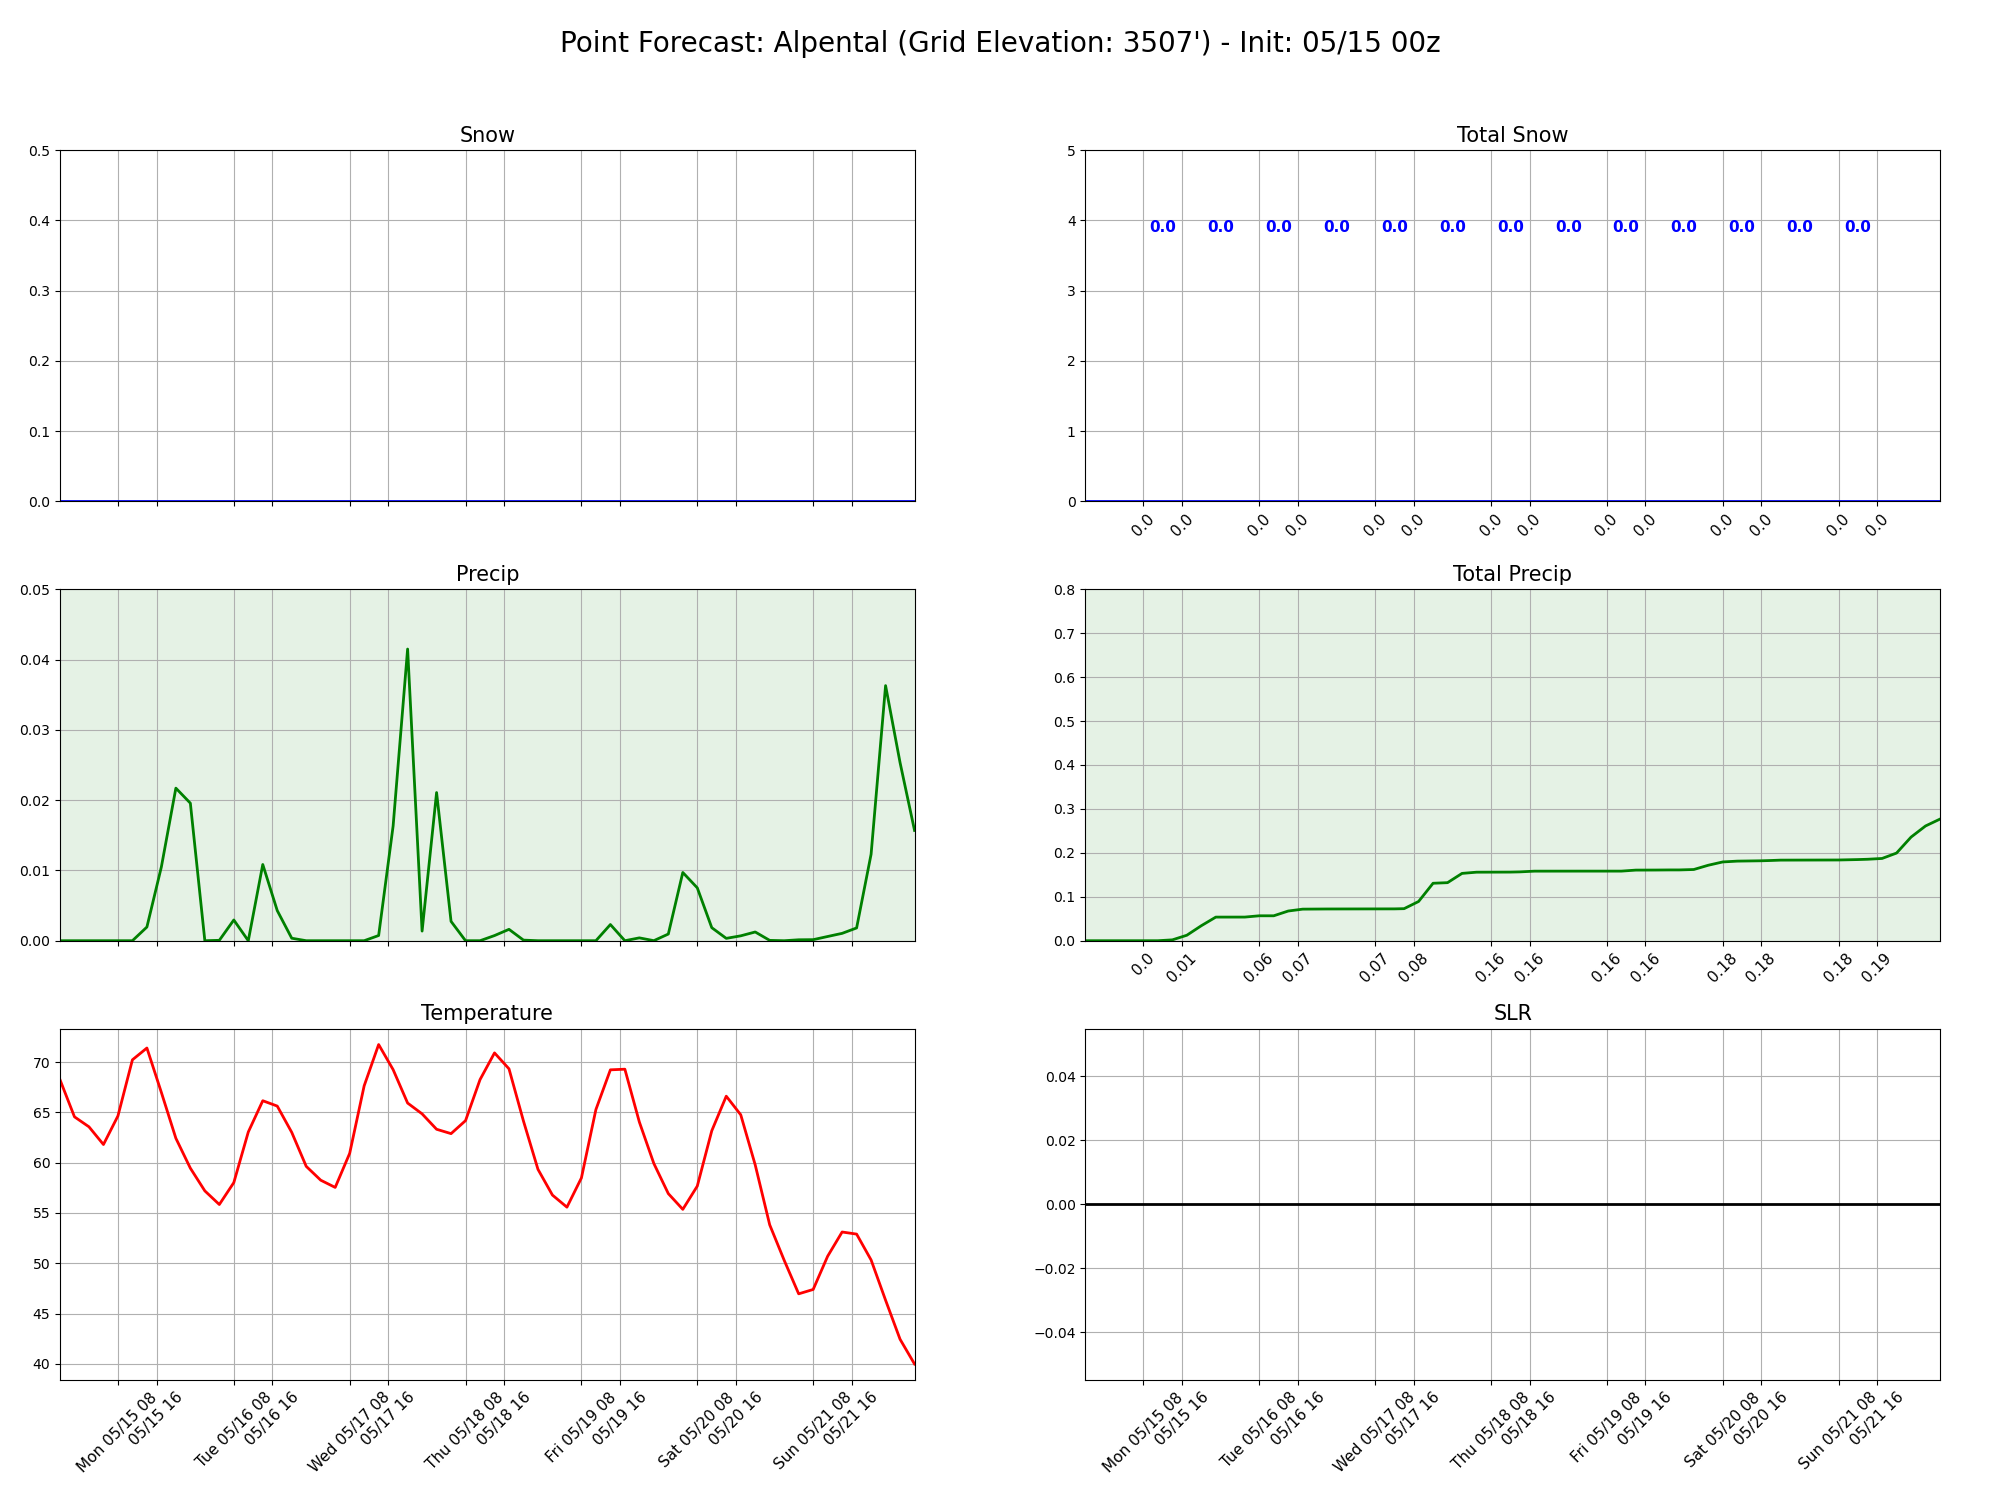 Point Forecast: Alpental (Grid Elevation: 3507') - Init: 05/15 00z
Snow
0.5
0.4
0.3
0.2
0.1
0.0
Total Snow
5
4
3
2
1
0
0.0 0.0 0.0 0.0 0.0 0.0 0.0 0.0 0.0 0.0 0.0 0.0 0.0
0.0 0.0 0.0 0.0 0.0 0.0 0.0 0.0 0.0 0.0 0.0 0.0 0.0 0.0
Precip
0.05
0.04
0.03
0.02
0.01
0.00
Total Precip
0.8
0.7
0.6
0.5
0.4
0.3
0.2
0.1
0.0
0.0 0.01 0.06 0.07 0.07 0.08 0.16 0.16 0.16 0.16 0.18 0.18 0.18 0.19
Temperature
70
65
60
55
50
45
40
Mon 05/15 08
05/15 16
Tue 05/16 08
05/16 16
Wed 05/17 08
05/17 16
Thu 05/18 08
05/18 16
Fri 05/19 08
05/19 16
Sat 05/20 08
05/20 16
Sun 05/21 08
05/21 16
SLR
0.04
0.02
0.00
−0.02
−0.04
Mon 05/15 08
05/15 16
Tue 05/16 08
05/16 16
Wed 05/17 08
05/17 16
Thu 05/18 08
05/18 16
Fri 05/19 08
05/19 16
Sat 05/20 08
05/20 16
Sun 05/21 08
05/21 16